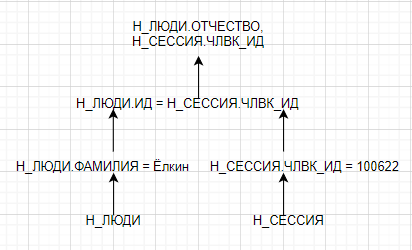 Н_ЛЮДИ.ОТЧЕСТВО,
Н_СЕССИЯ.ЧЛВК_ИД
Н_ЛЮДИ.ИД = Н_СЕССИЯ.ЧЛВК_ИД
Н_ЛЮДИ.ФАМИЛИЯ = Ёлкин
Н_СЕССИЯ.ЧЛВК_ИД = 100622
Н_ЛЮДИ
Н_СЕССИЯ